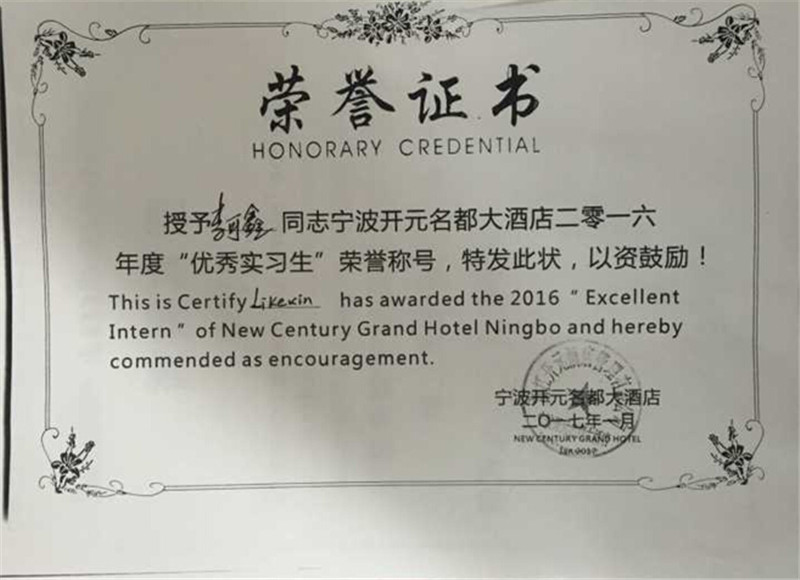 荣誉证书
HONORARY CREDENTIAL
授予李可鑫同志宁波开元名都大酒店二零一六
年度“优秀实习生”荣誉称号，特发此状，以资鼓励！
This is Certify Likexin has awarded the 2016 “ Excellent
Intern ” of New Century Grand Hotel Ningbo and hereby
commended as encouragement.
宁波开元名都大酒店
二〇一七年一月
NEW CENTURY GRAND HOTEL